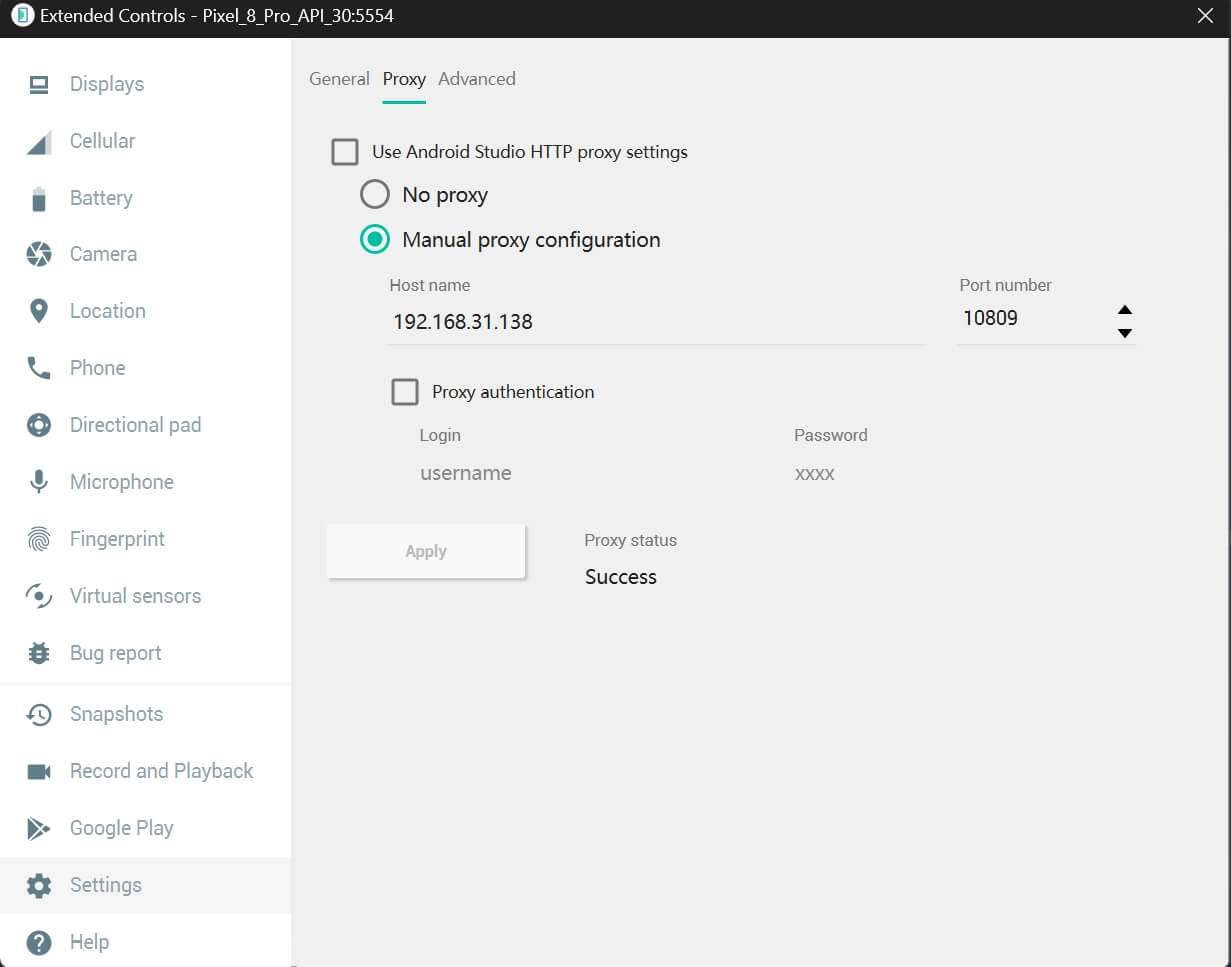 Extended Controls - Pixel_8_Pro_API_30:5554
Displays
Cellular
Battery
Camera
Location
Phone
Directional pad
Microphone
Fingerprint
Virtual sensors
Bug report
Snapshots
Record and Playback
Google Play
Settings
Help
General Proxy Advanced
Use Android Studio HTTP proxy settings
No proxy
Manual proxy configuration
Host name Port number
192.168.31.138 10809
Proxy authentication
Login Password
username xxxx
Apply
Proxy status
Success